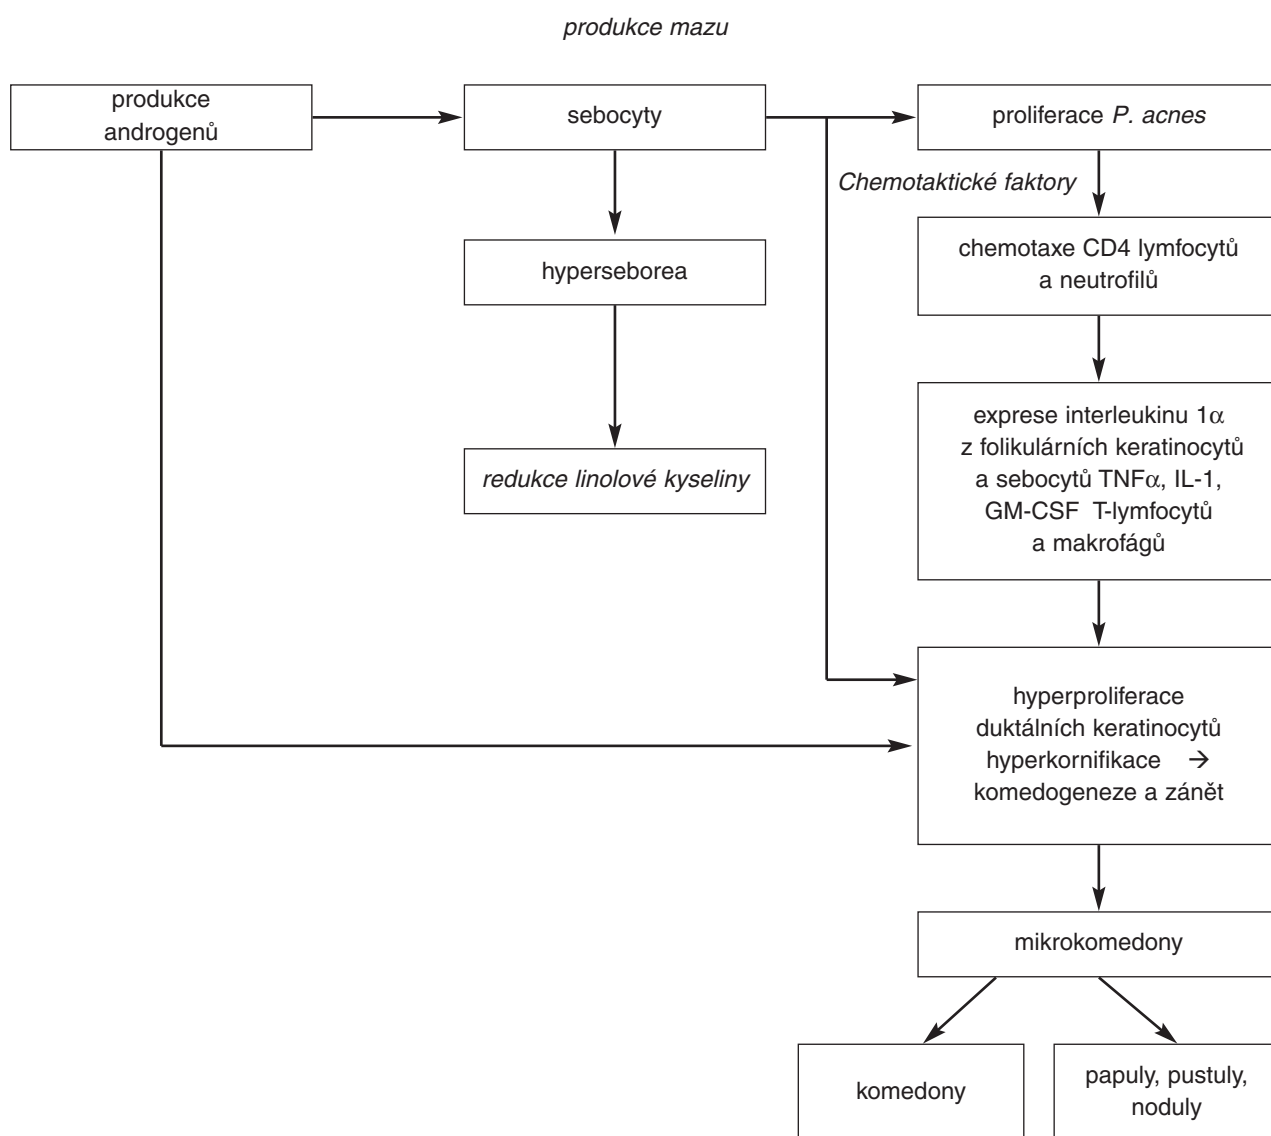 produkce mazu
produkce
androgenů
sebocyty
proliferace P. acnes
Chemotaktické faktory
chemotaxe CD4 lymfocytů
a neutrofilů
hyperseborea
exprese interleukinu 1α
z folikulárních keratinocytů
a sebocytů TNFα, IL-1,
GM-CSF T-lymfocytů
a makrofágů
redukce linolové kyseliny
hyperproliferace
duktálních keratinocytů
hyperkornifikace →
komedogeneze a zánět
mikrokomedony
komedony
papuly, pustuly,
noduly